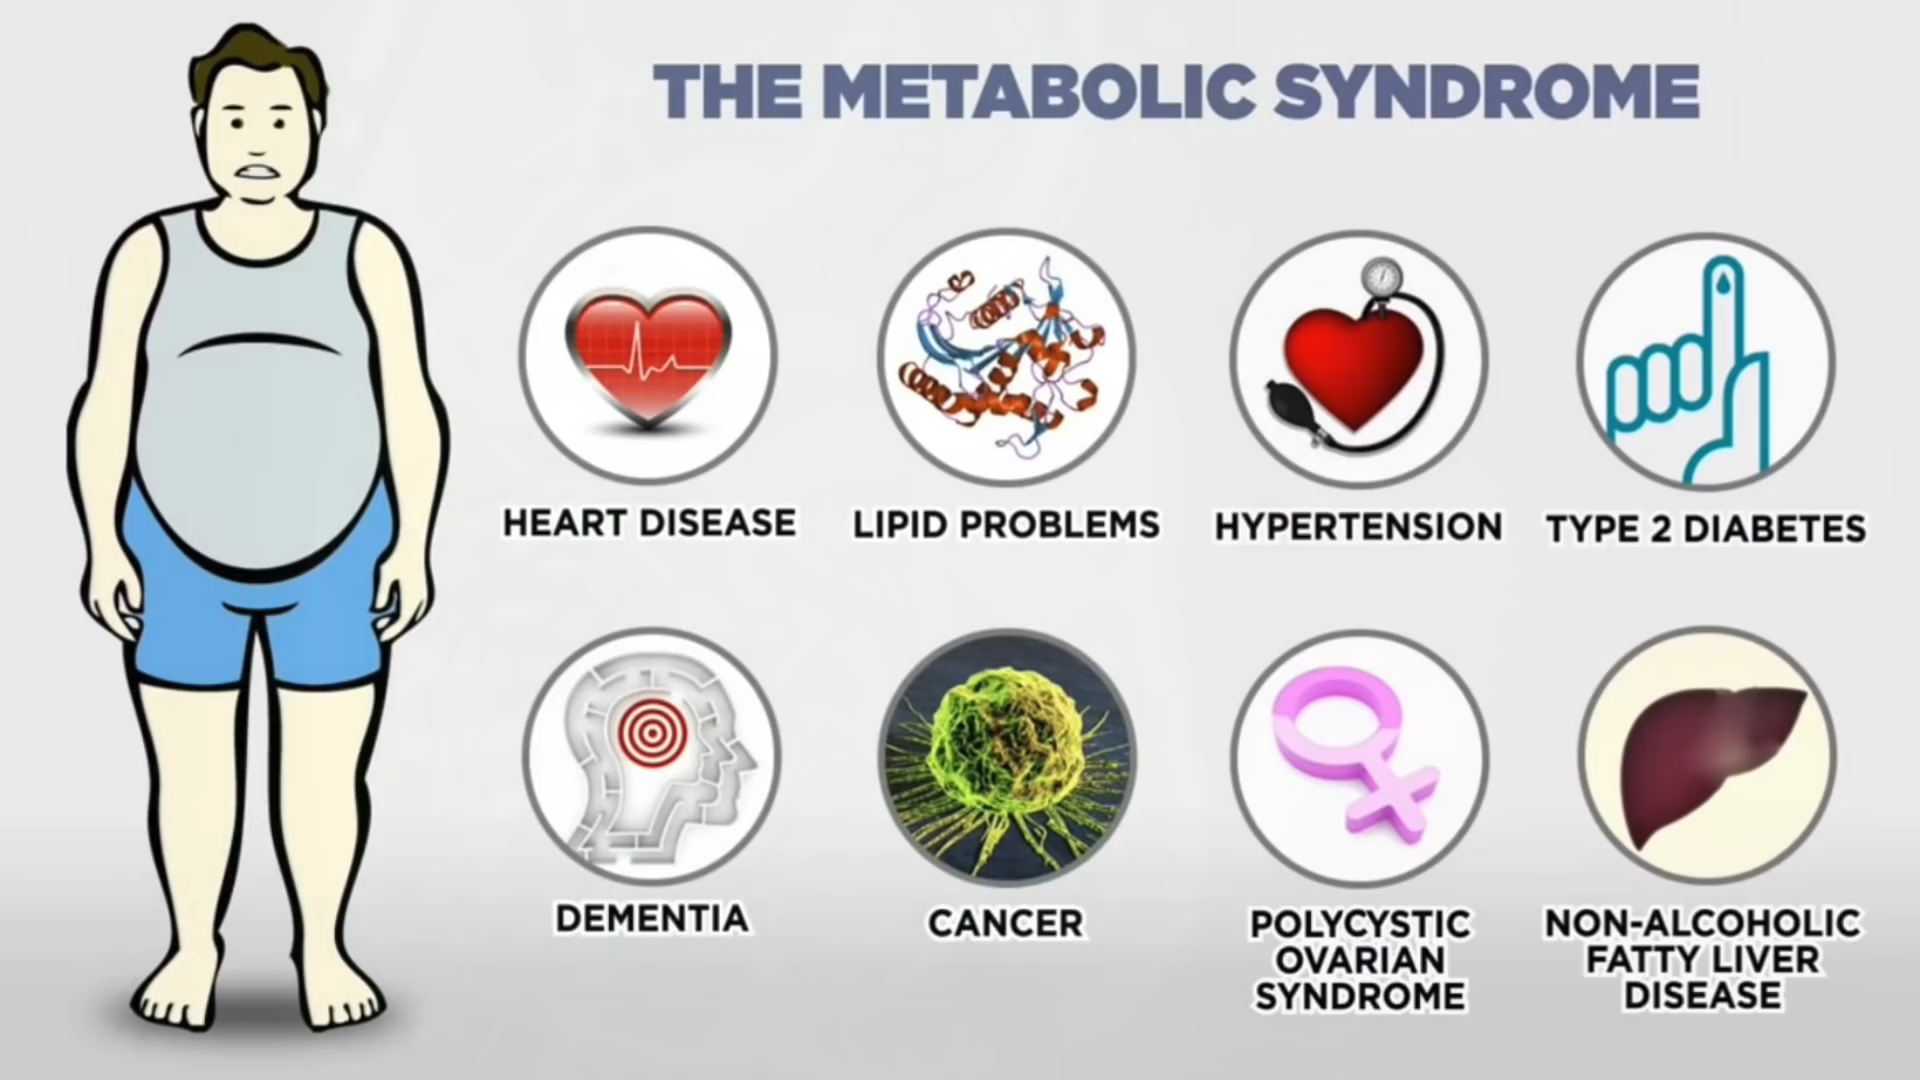 THE METABOLIC SYNDROME
HEART DISEASE
LIPID PROBLEMS
HYPERTENSION
TYPE 2 DIABETES
DEMENTIA
CANCER
POLYCYSTIC
OVARIAN
SYNDROME
NON-ALCOHOLIC
FATTY LIVER
DISEASE